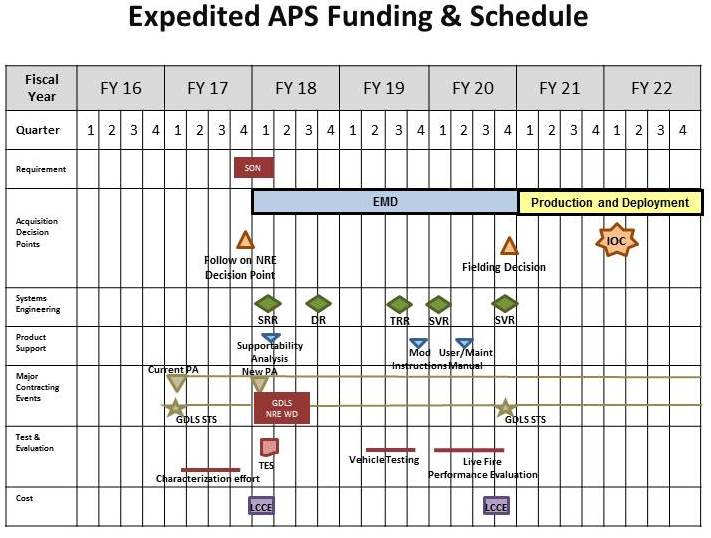 Expedited APS Funding & Schedule
Fiscal
Year
FY 16 FY 17 FY 18 FY 19 FY 20 FY 21 FY 22
Quarter 1 2 3 4 1 2 3 4 1 2 3 4 1 2 3 4 1 2 3 4 1 2 3 4 1 2 3 4
Requirement
SON
EMD
Production and Deployment
Acquisition
Decision
Points
Follow on NRE
Decision Point
Fielding Decision
IOC
Systems
Engineering
SRR DR TRR SVR SVR
Product
Support
Supportability
Analysis
Mod
Instructions
User/Maint
Manual
Major
Contracting
Events
Current PA
New PA
GDLS
NRE WD
GDLS STS
GDLS STS
Test &
Evaluation
TES
Characterization effort
Vehicle Testing
Live Fire
Performance Evaluation
Cost
LCCE LCCE